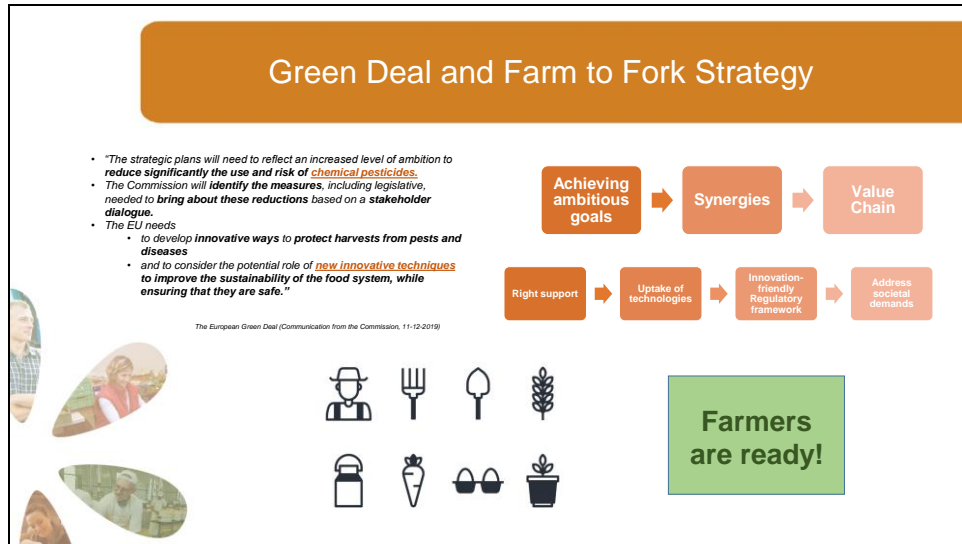 Green Deal and Farm to Fork Strategy
• “The strategic plans will need to reflect an increased level of ambition to
reduce significantly the use and risk of chemical pesticides.
• The Commission will identify the measures, including legislative,
needed to bring about these reductions based on a stakeholder
dialogue.
• The EU needs
• to develop innovative ways to protect harvests from pests and
diseases
• and to consider the potential role of new innovative techniques
to improve the sustainability of the food system, while
ensuring that they are safe.”
The European Green Deal (Communication from the Commission, 11-12-2019)
Achieving
ambitious
goals
Synergies
Value
Chain
Right support
Uptake of
technologies
Innovation-
friendly
Regulatory
framework
Address
societal
demands
Farmers
are ready!